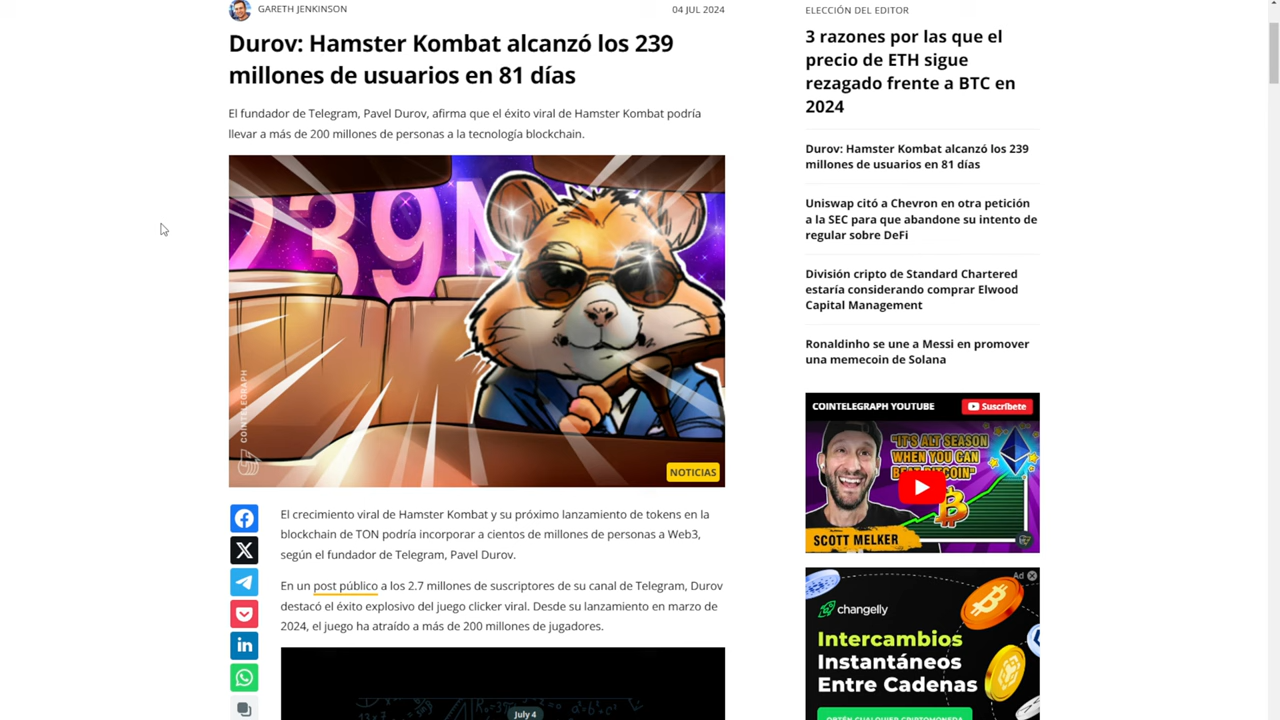 GARETH JENKINSON
04 JUL 2024
Durov: Hamster Kombat alcanzó los 239
millones de usuarios en 81 días
El fundador de Telegram, Pavel Durov, afirma que el éxito viral de Hamster Kombat podría
llevar a más de 200 millones de personas a la tecnología blockchain.
239M
COINTELEGRAPH
NOTICIAS
El crecimiento viral de Hamster Kombat y su próximo lanzamiento de tokens en la
blockchain de TON podría incorporar a cientos de millones de personas a Web3,
según el fundador de Telegram, Pavel Durov.
En un post público a los 2.7 millones de suscriptores de su canal de Telegram, Durov
destacó el éxito explosivo del juego clicker viral. Desde su lanzamiento en marzo de
2024, el juego ha atraído a más de 200 millones de jugadores.
July 4
ELECCIÓN DEL EDITOR
3 razones por las que el
precio de ETH sigue
rezagado frente a BTC en
2024
Durov: Hamster Kombat alcanzó los 239
millones de usuarios en 81 días
Uniswap citó a Chevron en otra petición
a la SEC para que abandone su intento de
regular sobre DeFi
División cripto de Standard Chartered
estaría considerando comprar Elwood
Capital Management
Ronaldinho se une a Messi en promover
una memecoin de Solana
COINTELEGRAPH YOUTUBE
Suscríbete
"IT'S ALT SEASON
WHEN YOU CAN
BEAT BITCOIN"
SCOTT MELKER
Ad
changelly
Intercambios
Instantáneos
Entre Cadenas
OBTÉN CUALQUIER CRIPTOMONEDA